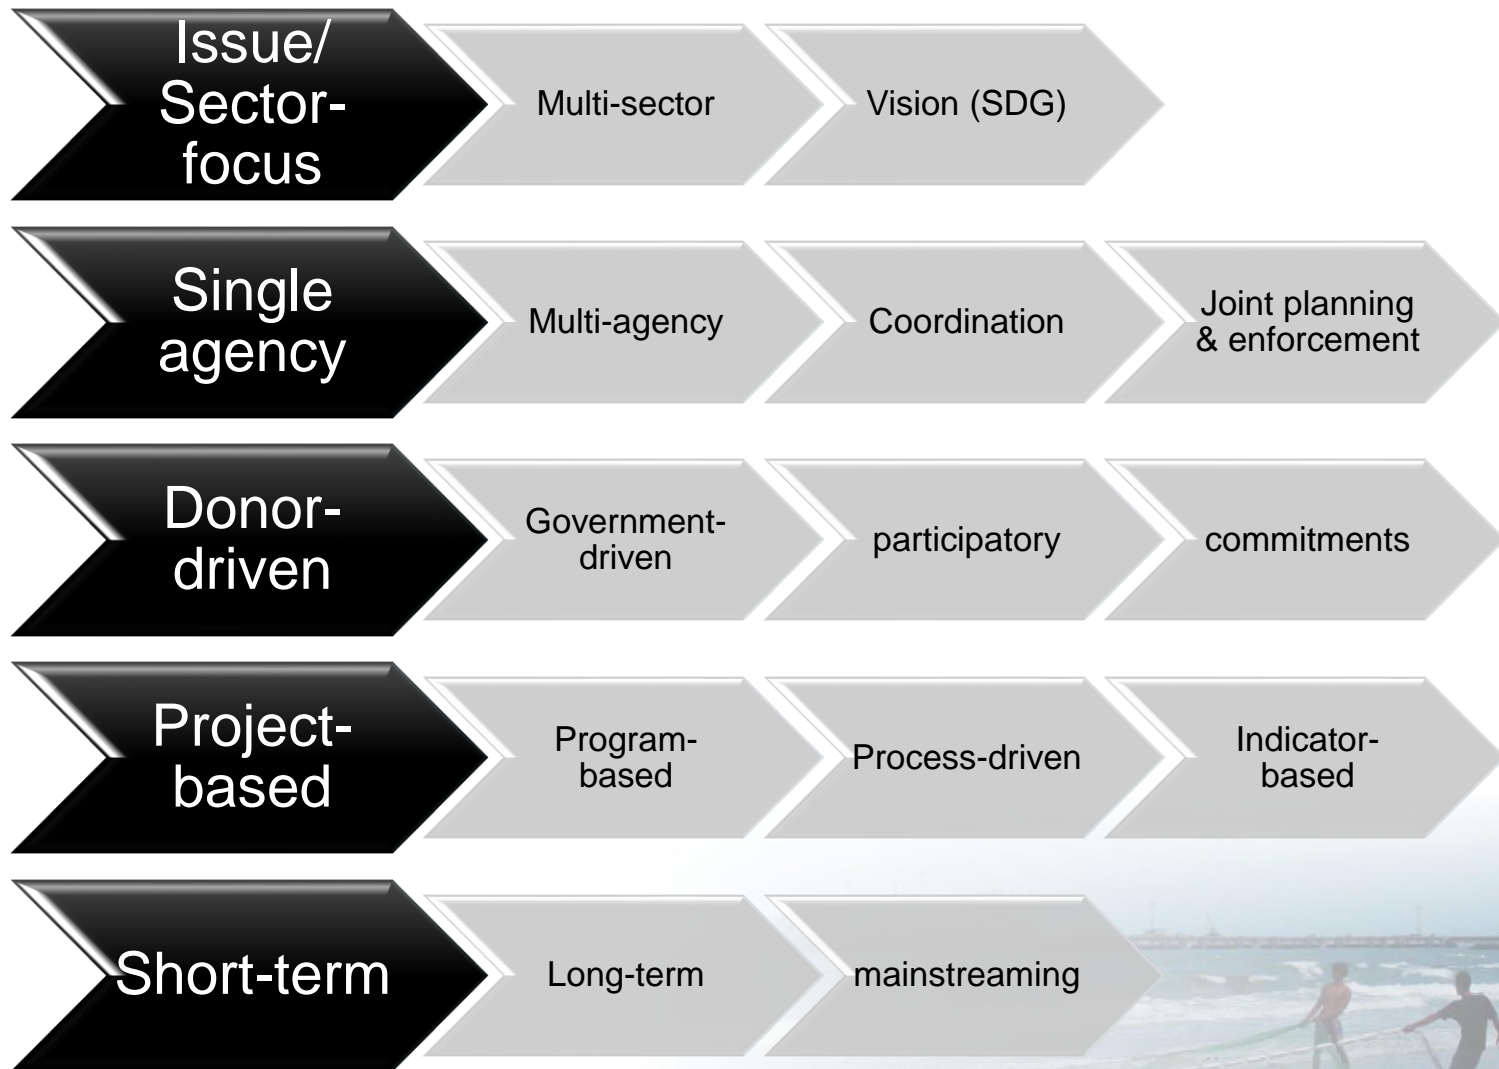 Issue/
Sector-
focus
Multi-sector
Vision (SDG)
Single
agency
Multi-agency
Coordination
Joint planning
& enforcement
Donor-
driven
Government-
driven
participatory
commitments
Project-
based
Program-
based
Process-driven
Indicator-
based
Short-term
Long-term
mainstreaming